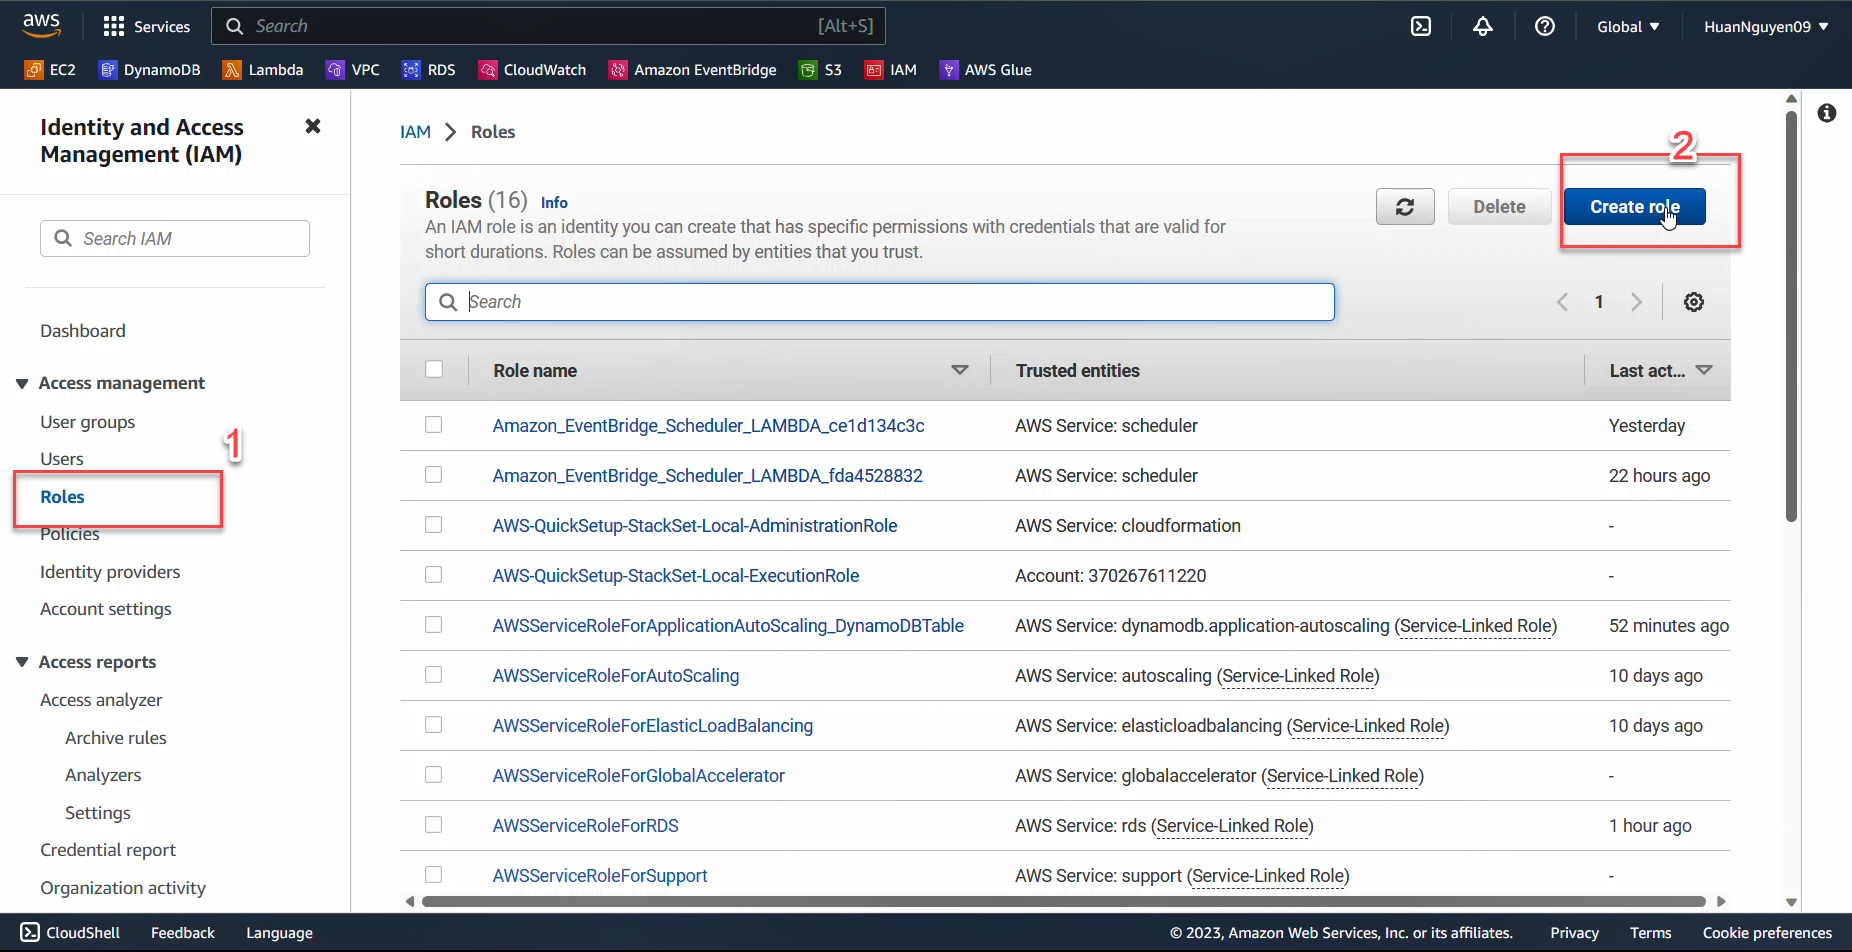 aws
Services
Search
[Alt+S]
Global
HuanNguyen09
EC2
DynamoDB
Lambda
VPC
RDS
CloudWatch
Amazon EventBridge
S3
IAM
AWS Glue
Identity and Access
Management (IAM)
Search IAM
Dashboard
Access management
User groups
Users
1
Roles
Policies
Identity providers
Account settings
Access reports
Access analyzer
Archive rules
Analyzers
Settings
Credential report
Organization activity
IAM > Roles
2
Roles (16) Info
An IAM role is an identity you can create that has specific permissions with credentials that are valid for
short durations. Roles can be assumed by entities that you trust.
Delete
Create role
Search
1
Role name Trusted entities Last act...
Amazon_EventBridge_Scheduler_LAMBDA_ce1d134c3c AWS Service: scheduler Yesterday
Amazon_EventBridge_Scheduler_LAMBDA_fda4528832 AWS Service: scheduler 22 hours ago
AWS-QuickSetup-StackSet-Local-AdministrationRole AWS Service: cloudformation -
AWS-QuickSetup-StackSet-Local-ExecutionRole Account: 370267611220 -
AWSServiceRoleForApplicationAutoScaling_DynamoDBTable AWS Service: dynamodb.application-autoscaling (Service-Linked Role) 52 minutes ago
AWSServiceRoleForAutoScaling AWS Service: autoscaling (Service-Linked Role) 10 days ago
AWSServiceRoleForElasticLoadBalancing AWS Service: elasticloadbalancing (Service-Linked Role) 10 days ago
AWSServiceRoleForGlobalAccelerator AWS Service: globalaccelerator (Service-Linked Role) -
AWSServiceRoleForRDS AWS Service: rds (Service-Linked Role) 1 hour ago
AWSServiceRoleForSupport AWS Service: support (Service-Linked Role) -
CloudShell
Feedback
Language
© 2023, Amazon Web Services, Inc. or its affiliates.
Privacy
Terms
Cookie preferences